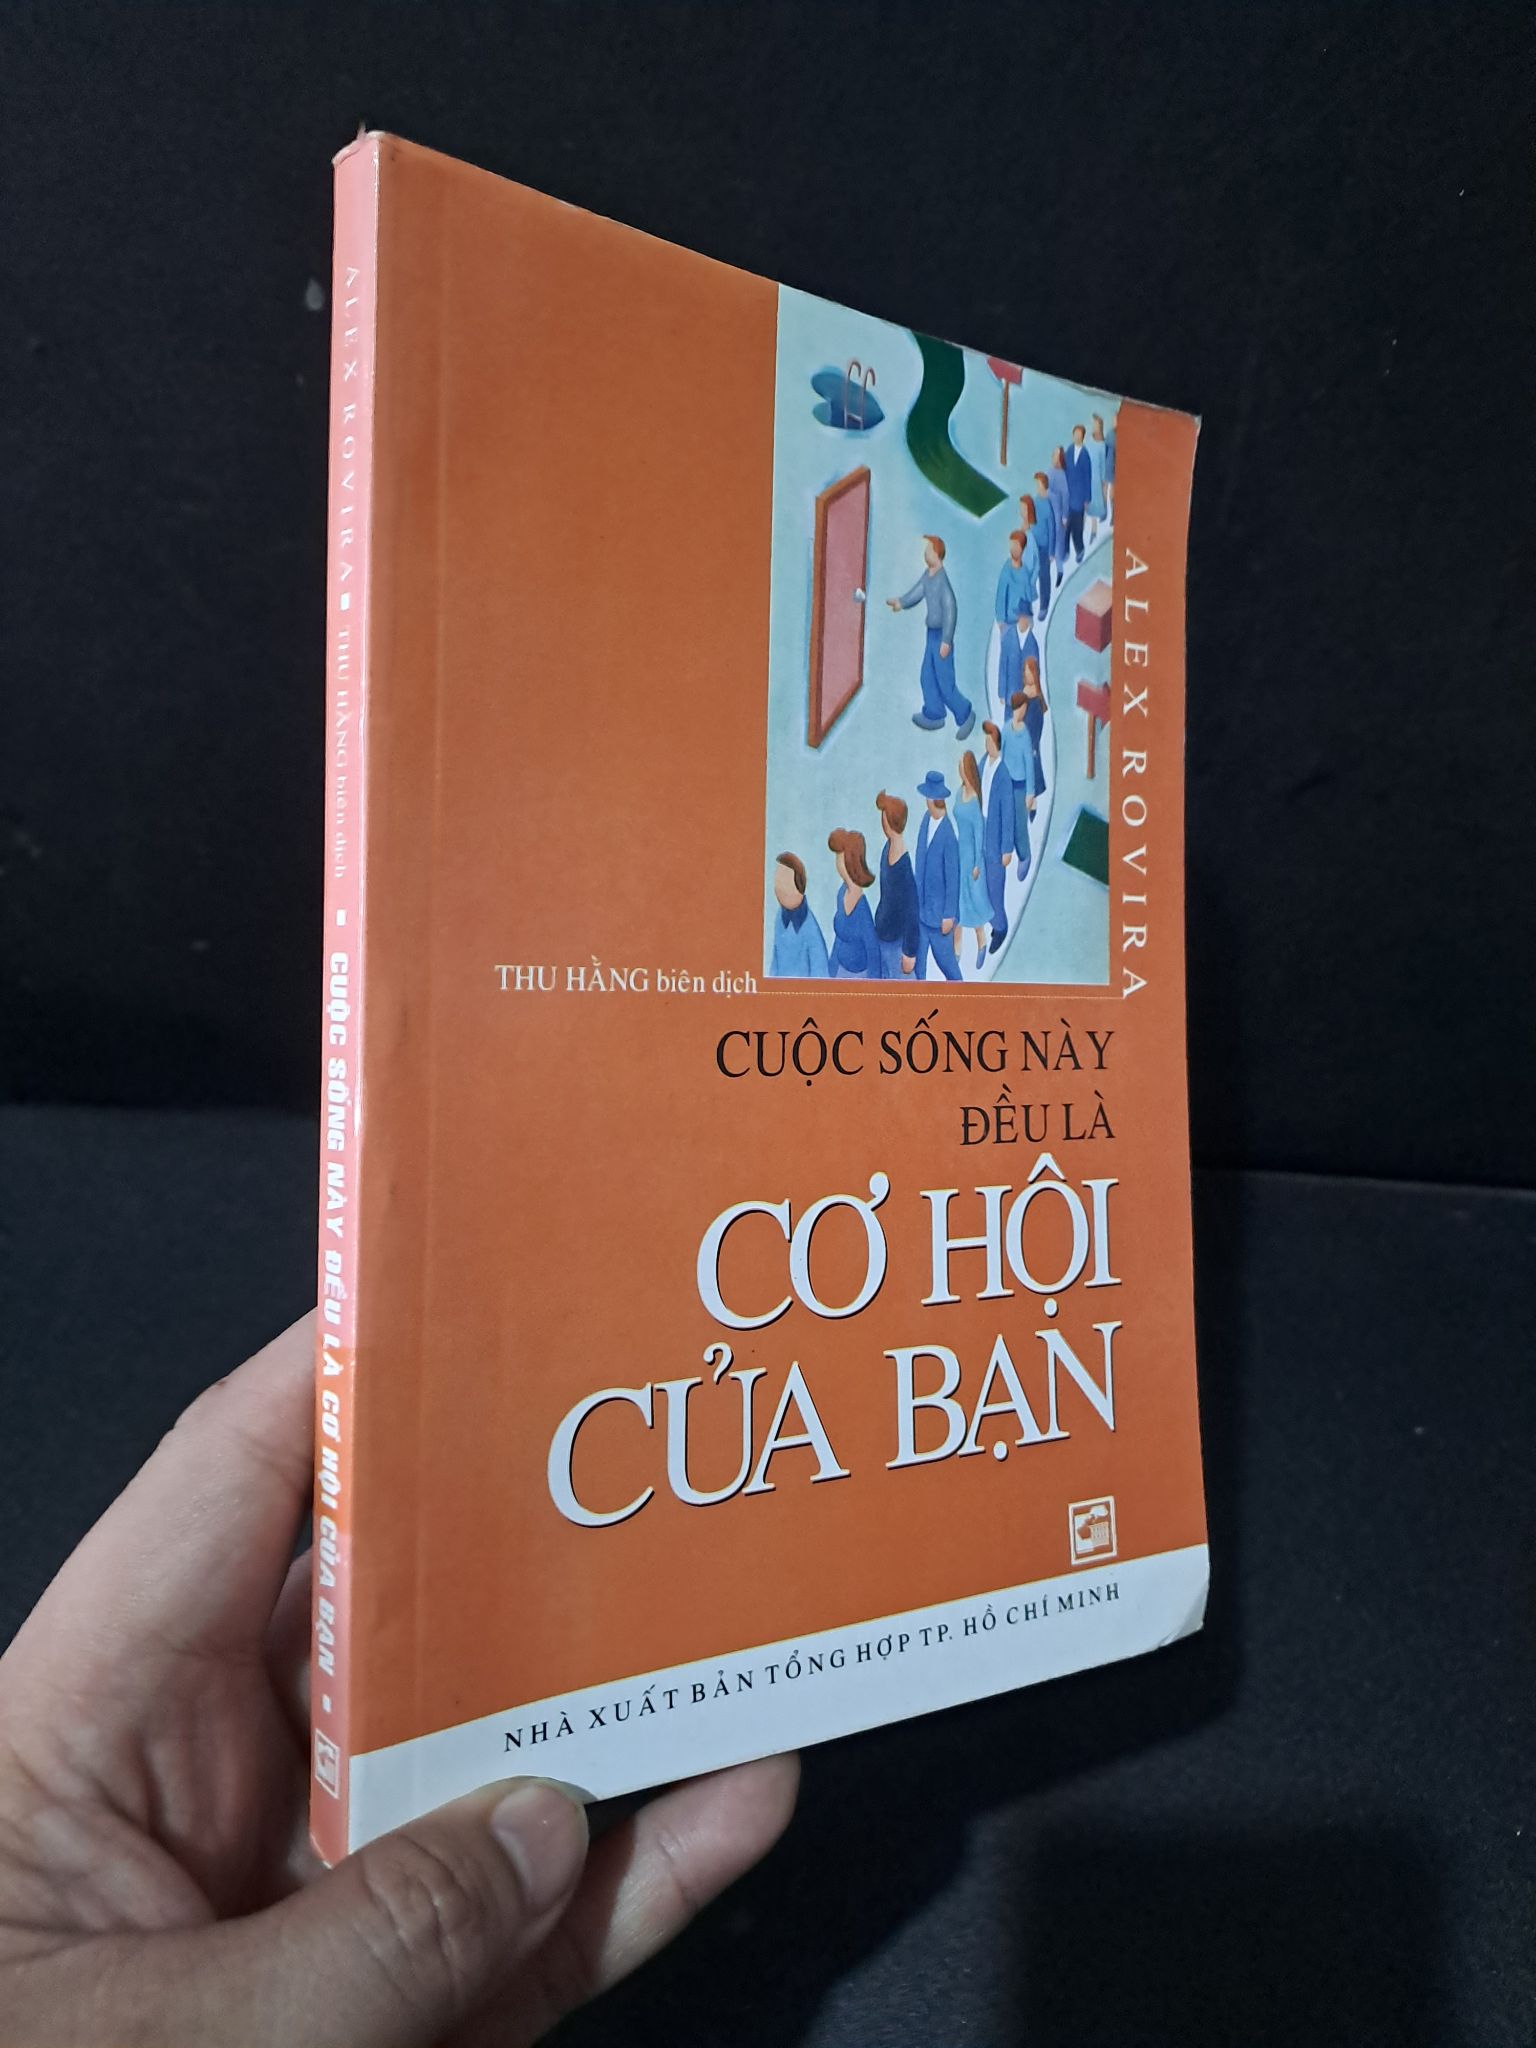 ALEX ROVIRA ▪ THU HẰNG biên dịch ▪ CUỘC SỐNG NÀY ĐỀU LÀ CƠ HỘI CỦA BẠN ▪
ALEX ROVIRA
THU HẰNG biên dịch
CUỘC SỐNG NÀY
ĐỀU LÀ
CƠ HỘI
CỦA BẠN
NHÀ XUẤT BẢN TỔNG HỢP TP. HỒ CHÍ MINH